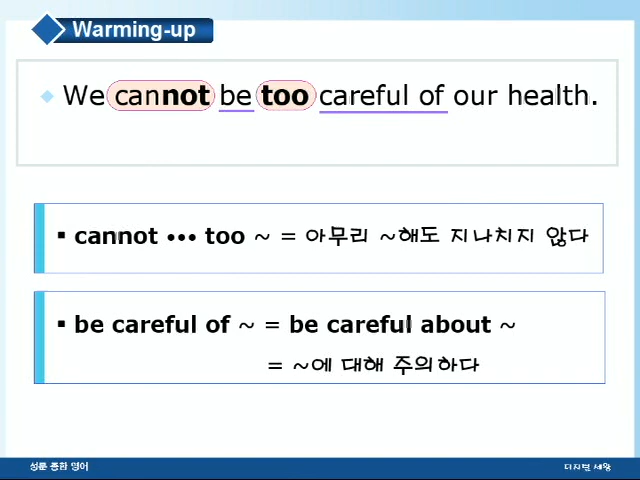 Warming-up
We cannot be too careful of our health.
▪ cannot ••• too ~ = 아무리 ~해도 지나치지 않다
▪ be careful of ~ = be careful about ~
= ~에 대해 주의하다
성문 종합 영어
디지털 세왕